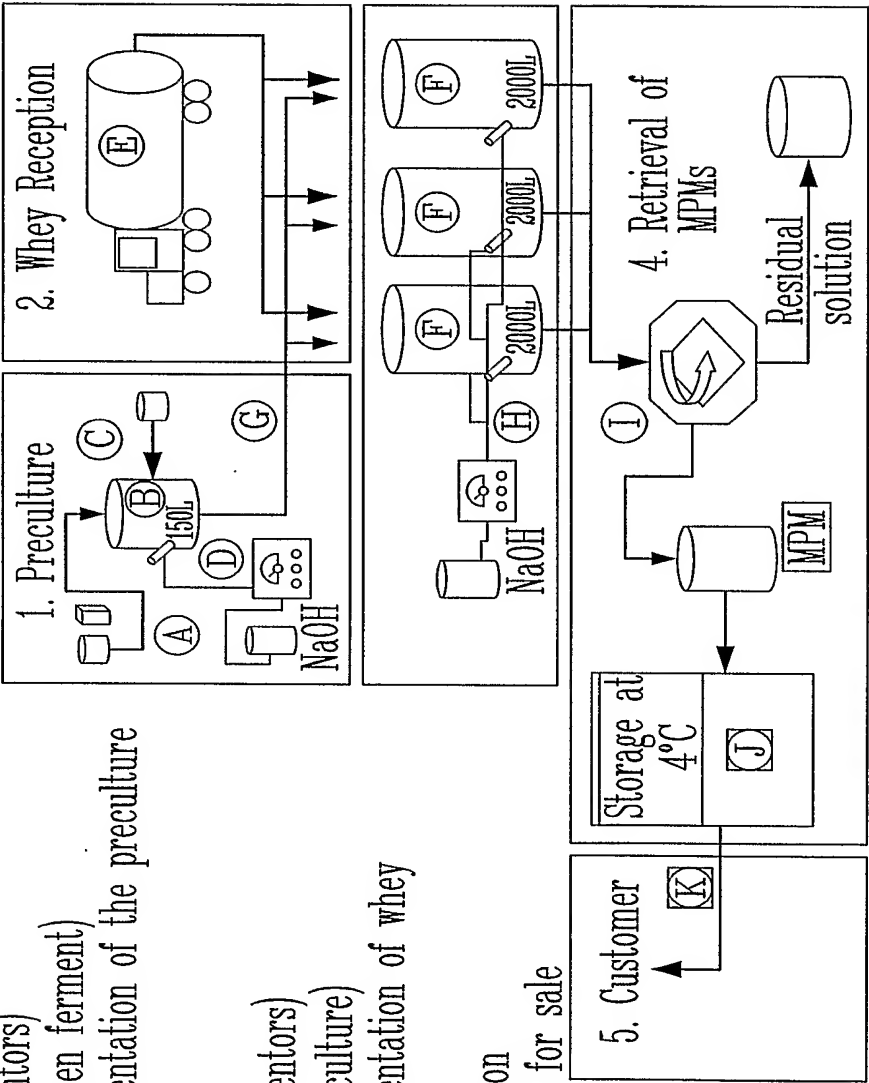 ntors)
en ferment)
entation of the preculture
entors)
culture)
entation of whey
on
for sale
1. Preculture
A
B
150L
C
D
NaOH
G
2. Whey Reception
E
F
2000L
F
2000L
F
2000L
H
NaOH
4. Retrieval of
MPMs
I
Residual
solution
MPM
Storage at
4°C
J
5. Customer
K